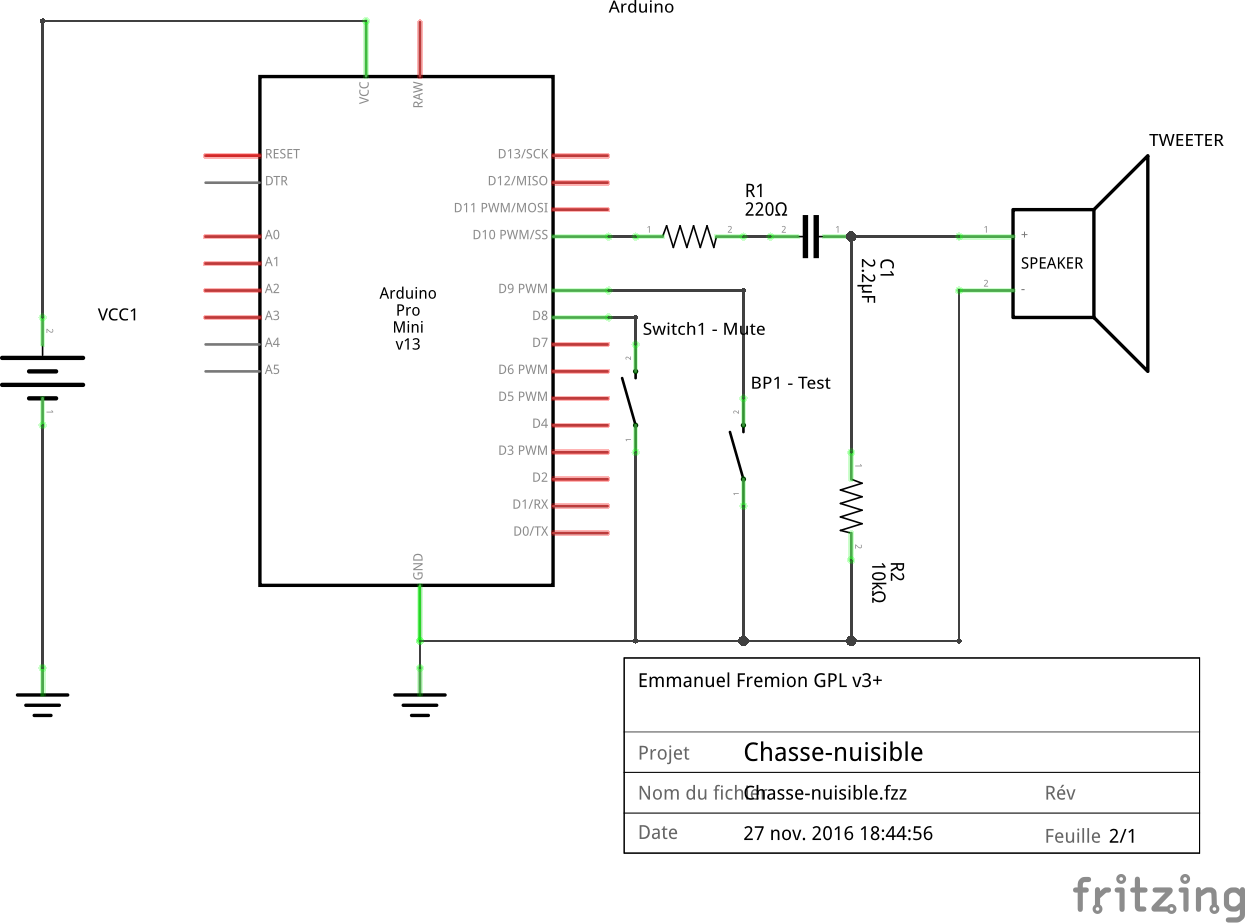 Arduino
VCC
RAW
TWEETER
RESET
DTR
A0
A1
A2
A3
A4
A5
D13/SCK
D12/MISO
D11 PWM/MOSI
D10 PWM/SS
D9 PWM
D8
D7
D6 PWM
D5 PWM
D4
D3 PWM
D2
D1/RX
D0/TX
GND
Arduino
Pro
Mini
v13
VCC1
2
1
1
2
R1
220Ω
2
1
C1
2.2µF
1
+
SPEAKER
2
-
Switch1 - Mute
2
1
BP1 - Test
2
1
1
2
R2
10kΩ
Emmanuel Fremion GPL v3+
Projet Chasse-nuisible
Nom du fichier Chasse-nuisible.fzz Rév
Date 27 nov. 2016 18:44:56 Feuille 2/1
fritzing